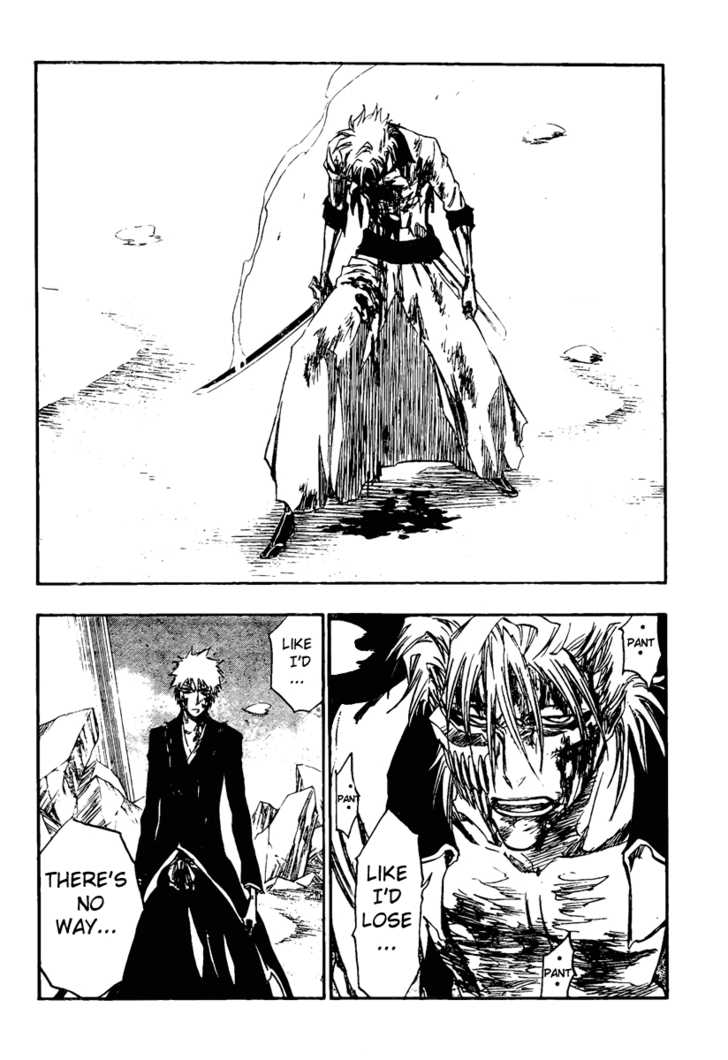 • PANT •
• PANT •
LIKE
I'D
LOSE
...
• PANT •
LIKE
I'D
...
THERE'S
NO
WAY...